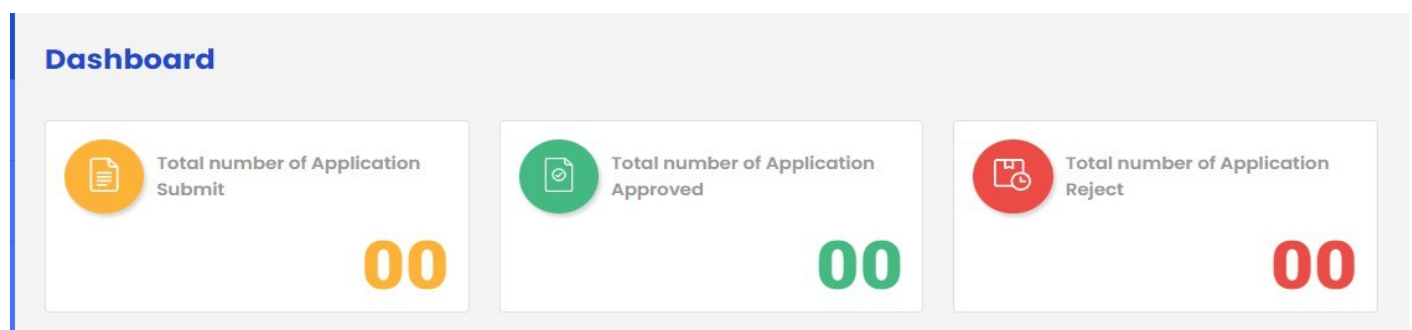 Dashboard
Total number of Application
Submit
00
Total number of Application
Approved
00
Total number of Application
Reject
00